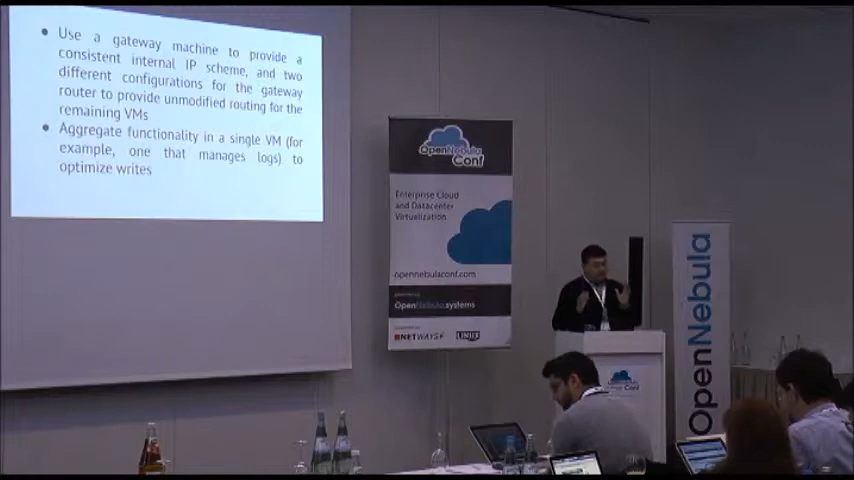 • Use a gateway machine to provide a
consistent internal IP scheme, and two
different configurations for the gateway
router to provide unmodified routing for the
remaining VMs
• Aggregate functionality in a single VM (for
example, one that manages logs) to
optimize writes
OpenNebula
Conf
Enterprise Cloud
and Datacenter
Virtualization
opennebulaconf.com
OpenNebula.systems
NETWAYS
LINUX
OpenNebula
Conf